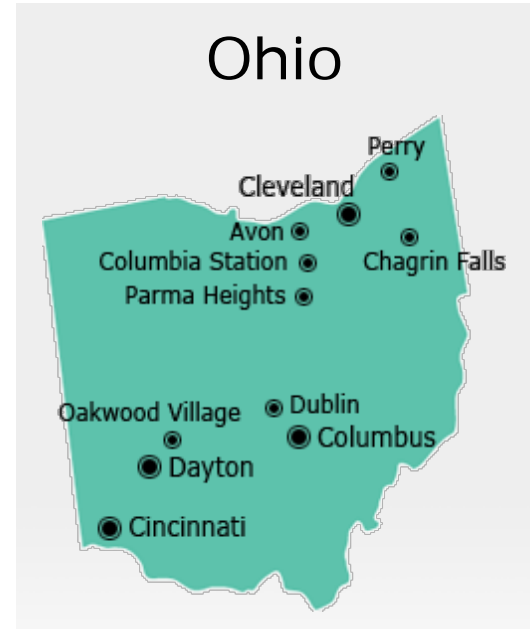 Ohio
Perry
Cleveland
Avon
Columbia Station
Chagrin Falls
Parma Heights
Oakwood Village
Dublin
Columbus
Dayton
Cincinnati